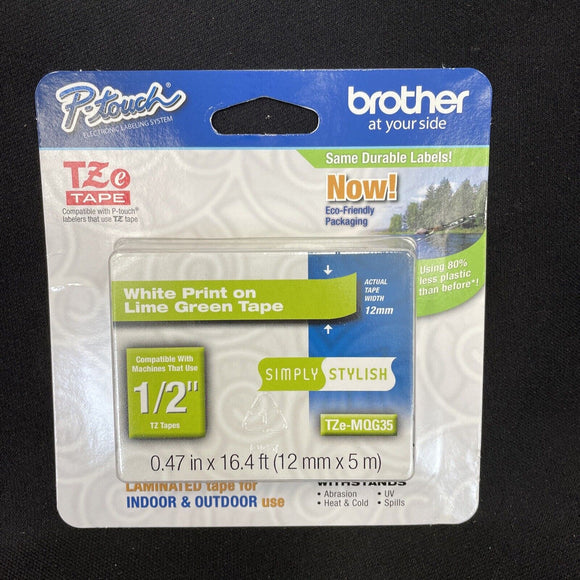 P-touch
ELECTRONIC LABELING SYSTEM
brother
at your side
Same Durable Labels!
TZe
TAPE
Compatible with P-touch®
labelers that use TZ tape
Now!
Eco-Friendly
Packaging
Using 80%
less plastic
than before*!
White Print on
Lime Green Tape
ACTUAL
TAPE
WIDTH
12mm
Compatible With
Machines That Use
1/2"
TZ Tapes
SIMPLY STYLISH
TZe-MQG35
0.47 in x 16.4 ft (12 mm x 5 m)
LAMINATED tape for
INDOOR & OUTDOOR use
WITHSTANDS
• Abrasion • UV
• Heat & Cold • Spills